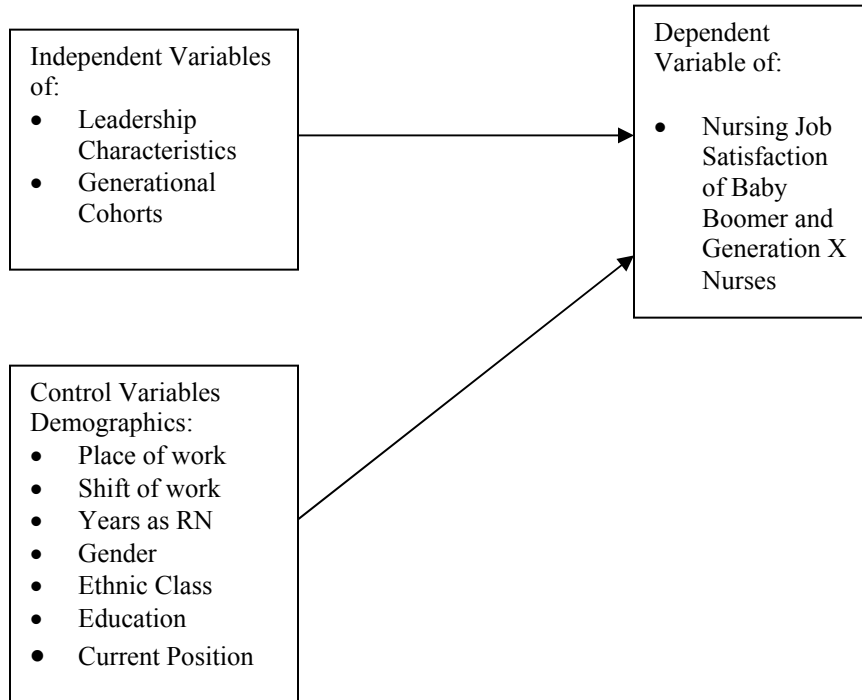 Independent Variables
of:
• Leadership
Characteristics
• Generational
Cohorts
Dependent
Variable of:
• Nursing Job
Satisfaction
of Baby
Boomer and
Generation X
Nurses
Control Variables
Demographics:
• Place of work
• Shift of work
• Years as RN
• Gender
• Ethnic Class
• Education
• Current Position